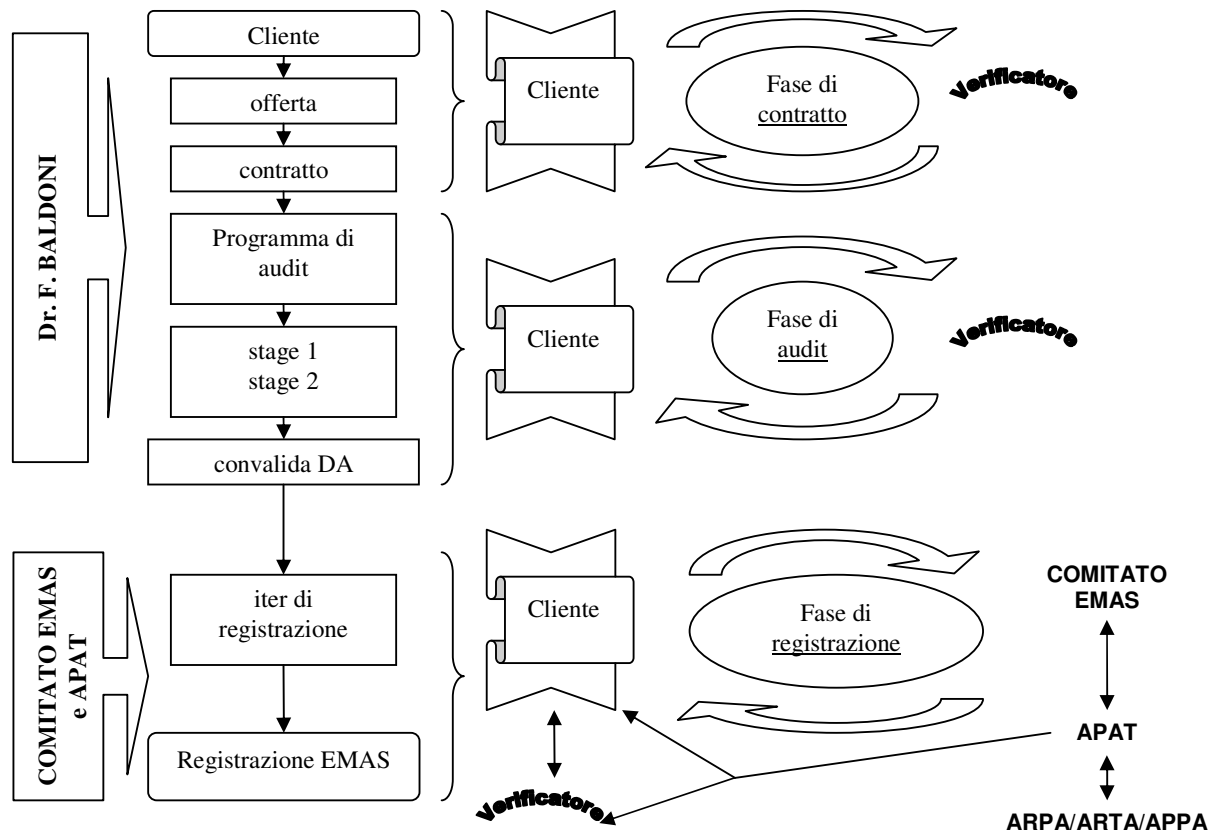 Dr. F. BALDONI
Cliente
offerta
contratto
Programma di
audit
stage 1
stage 2
convalida DA
Cliente
Fase di
contratto
Verificatore
Cliente
Fase di
audit
Verificatore
COMITATO EMAS
e APAT
iter di
registrazione
Registrazione EMAS
Cliente
Verificatore
Fase di
registrazione
COMITATO
EMAS
APAT
ARPA/ARTA/APPA